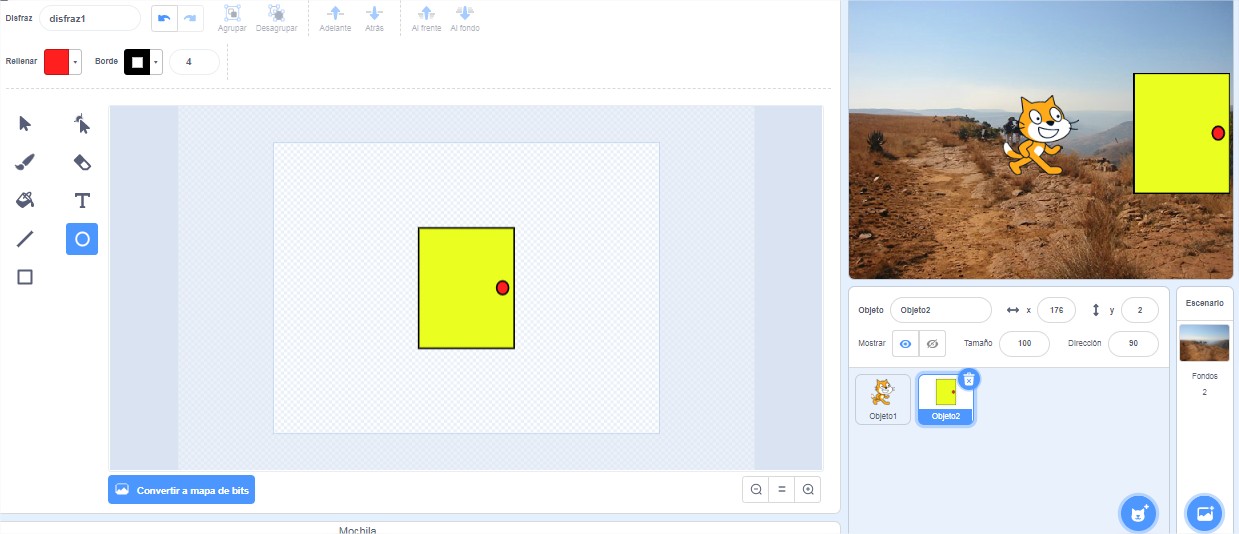 Disfraz disfraz1
Agrupar Desagrupar Adelante Atrás Al frente Al fondo
Rellenar Borde 4
T
Convertir a mapa de bits
Mochila
Objeto Objeto2 x 176 y 2
Mostrar Tamaño 100 Dirección 90
Objeto1 Objeto2
Escenario
Fondos
2